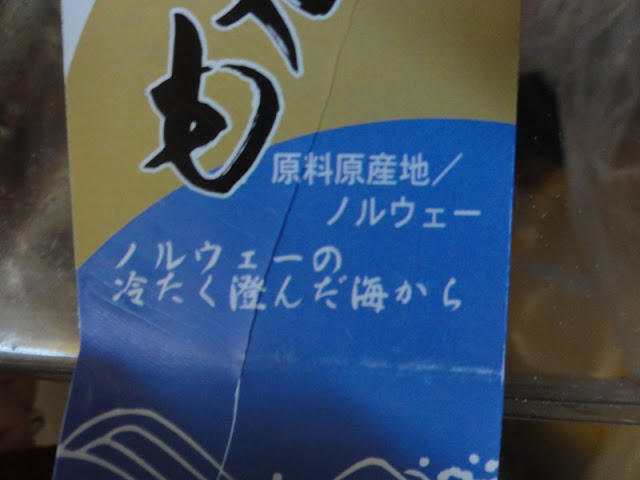 も
原料原産地/
ノルウェー
ノルウェーの
冷たく澄んだ海から